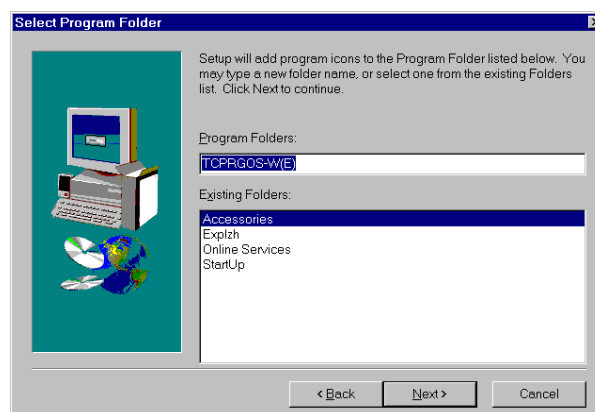 Select Program Folder
Setup will add program icons to the Program Folder listed below. You
may type a new folder name, or select one from the existing Folders
list. Click Next to continue.
Program Folders:
TCPRGOS-W(E)
Existing Folders:
Accessories
Explzh
Online Services
StartUp
< Back
Next >
Cancel